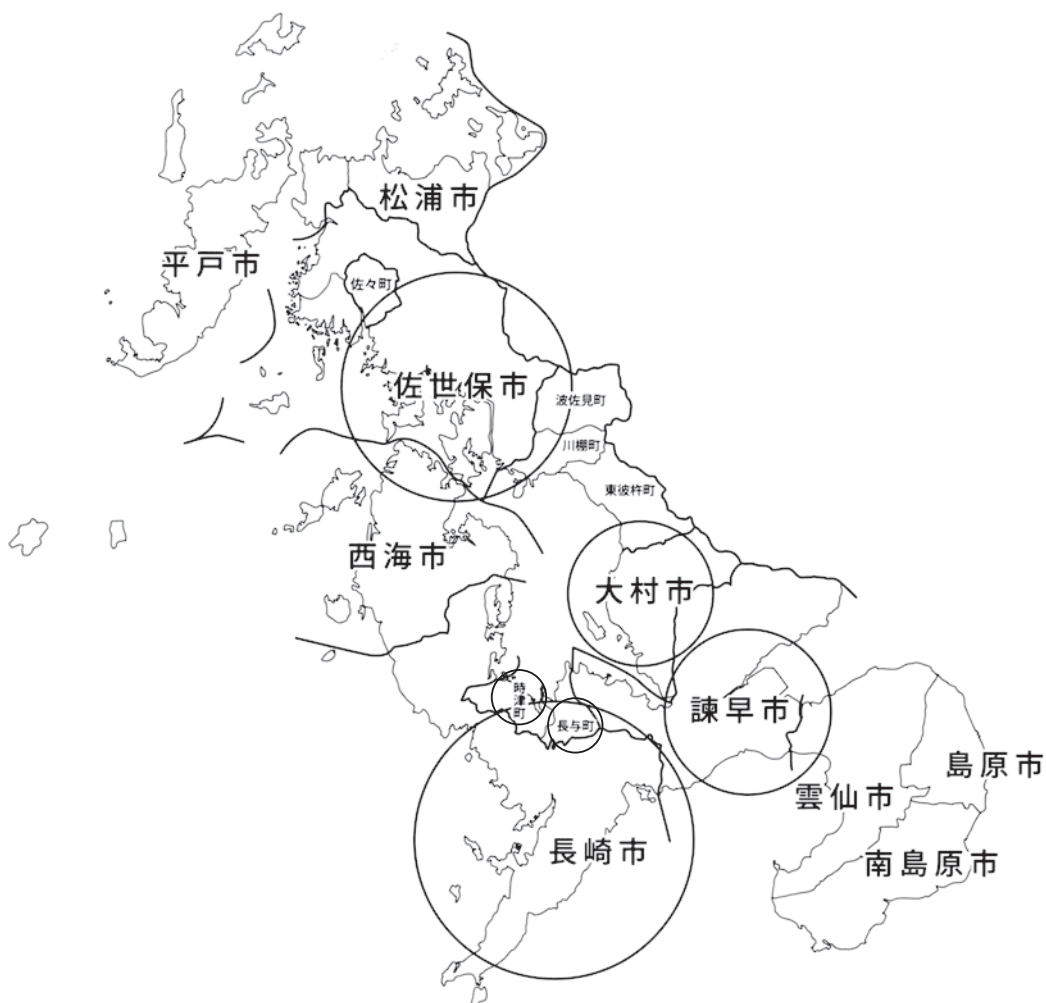 松浦市
平戸市
佐々町
佐世保市
波佐見町
川棚町
東彼杵町
西海市
大村市
時津町
長与町
諫早市
島原市
雲仙市
長崎市
南島原市